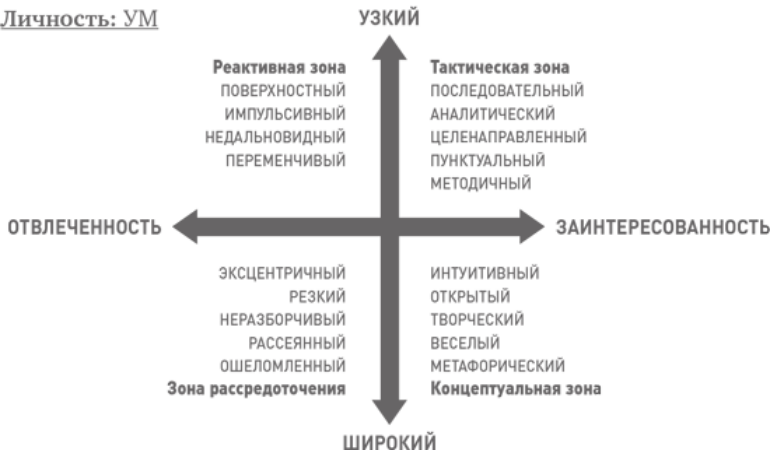 Личность: УМ
УЗКИЙ
Реактивная зона
ПОВЕРХНОСТНЫЙ
ИМПУЛЬСИВНЫЙ
НЕДАЛЬНОВИДНЫЙ
ПЕРЕМЕНЧИВЫЙ
Тактическая зона
ПОСЛЕДОВАТЕЛЬНЫЙ
АНАЛИТИЧЕСКИЙ
ЦЕЛЕНАПРАВЛЕННЫЙ
ПУНКТУАЛЬНЫЙ
МЕТОДИЧНЫЙ
ОТВЛЕЧЕННОСТЬ
ЗАИНТЕРЕСОВАННОСТЬ
ЭКСЦЕНТРИЧНЫЙ
РЕЗКИЙ
НЕРАЗБОРЧИВЫЙ
РАССЕЯННЫЙ
ОШЕЛОМЛЕННЫЙ
Зона рассредоточения
ИНТУИТИВНЫЙ
ОТКРЫТЫЙ
ТВОРЧЕСКИЙ
ВЕСЕЛЫЙ
МЕТАФОРИЧЕСКИЙ
Концептуальная зона
ШИРОКИЙ